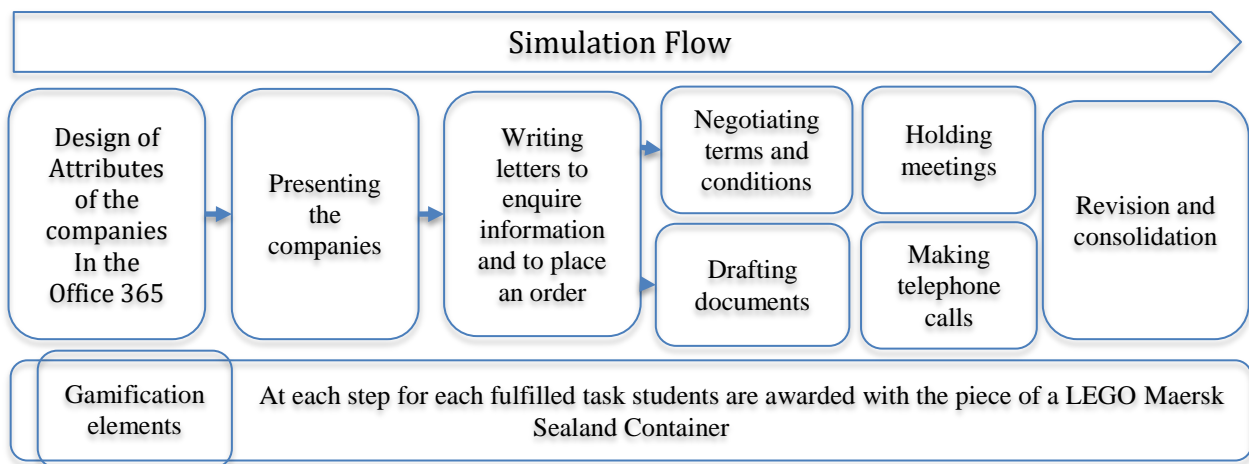 Simulation Flow
Design of
Attributes
of the
companies
In the
Office 365
Presenting
the
companies
Writing
letters to
enquire
information
and to place
an order
Negotiating
terms and
conditions
Drafting
documents
Holding
meetings
Making
telephone
calls
Revision and
consolidation
Gamification
elements
At each step for each fulfilled task students are awarded with the piece of a LEGO Maersk
Sealand Container